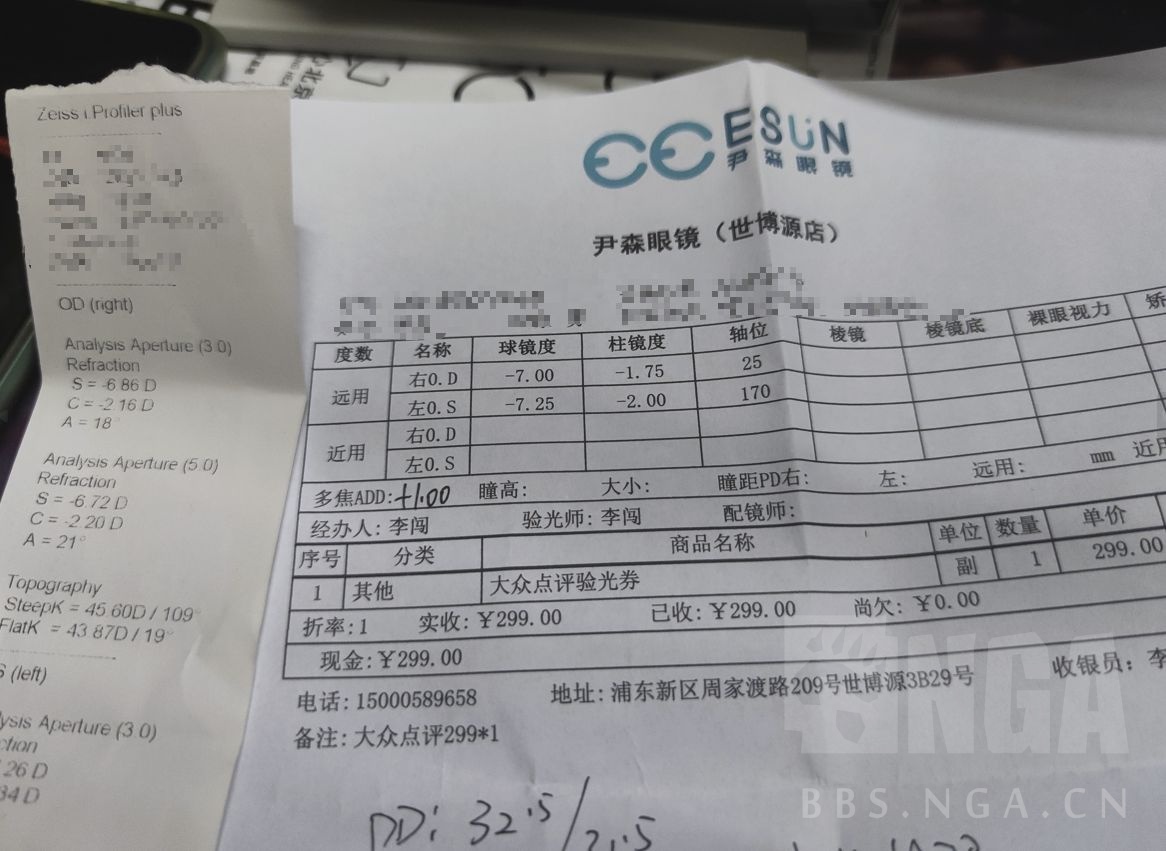 Zeiss i Profiler plus
OD (right)
Analysis Aperture (3.0)
Refraction
S = -6.86 D
C = -2.16 D
A = 18°
Analysis Aperture (5.0)
Refraction
S = -6.72 D
C = -2.20 D
A = 21°
Topography
SteepK = 45.60D / 109°
FlatK = 43.87D / 19°
(left)
Aperture (3.0)
26 D
34 D
ESUN
尹森眼镜
尹森眼镜（世博源店）
度数 名称 球镜度 柱镜度 轴位 棱镜 棱镜底 裸眼视力 矫
远用 右O.D -7.00 -1.75 25
左O.S -7.25 -2.00 170
近用 右O.D
左O.S
多焦ADD:+1.00 瞳高: 大小: 瞳距PD右: 左: 远用: mm 近用
经办人:李闯 验光师:李闯 配镜师:
序号 分类 商品名称 单位 数量 单价
1 其他 大众点评验光券 副 1 299.00
折率:1 实收:￥299.00 已收:￥299.00 尚欠:￥0.00
现金:￥299.00
电话:15000589658 地址:浦东新区周家渡路209号世博源3B29号 收银员:李
备注:大众点评299*1
PD: 32.5/31.5
NGA
BBS.NGA.CN